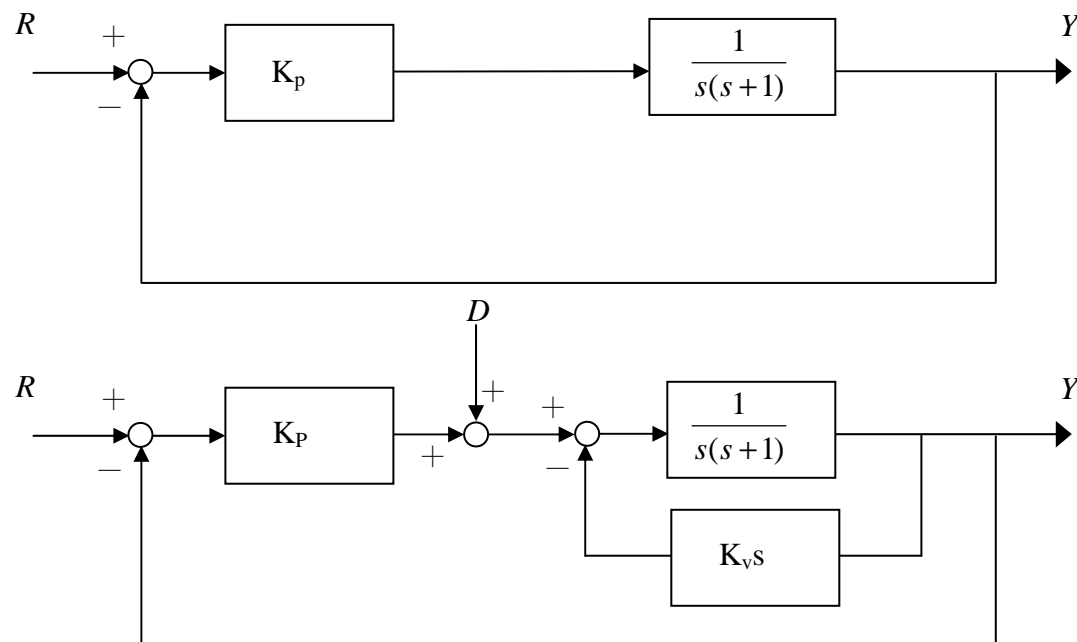 R
+
−
K_p
1
s(s+1)
Y
D
R
+
−
K_P
+
+
+
−
1
s(s+1)
Y
K_vs